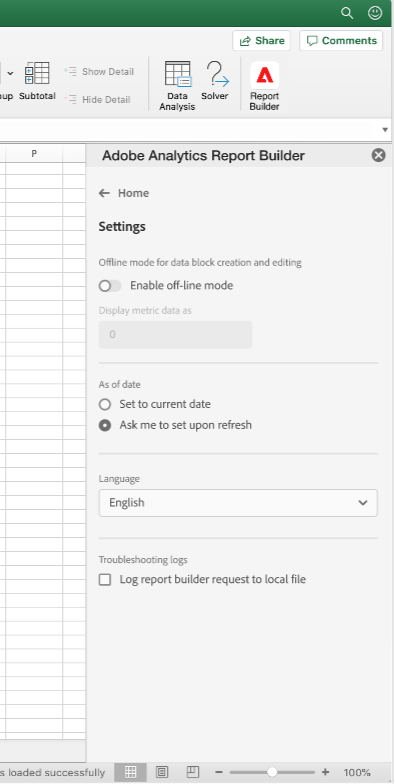 Share
Comments
Show Detail
Subtotal
Hide Detail
Data
Analysis
Solver
Report
Builder
P
Adobe Analytics Report Builder
Home
Settings
Offline mode for data block creation and editing
Enable off-line mode
Display metric data as
0
As of date
Set to current date
Ask me to set upon refresh
Language
English
Troubleshooting logs
Log report builder request to local file
loaded successfully
100%